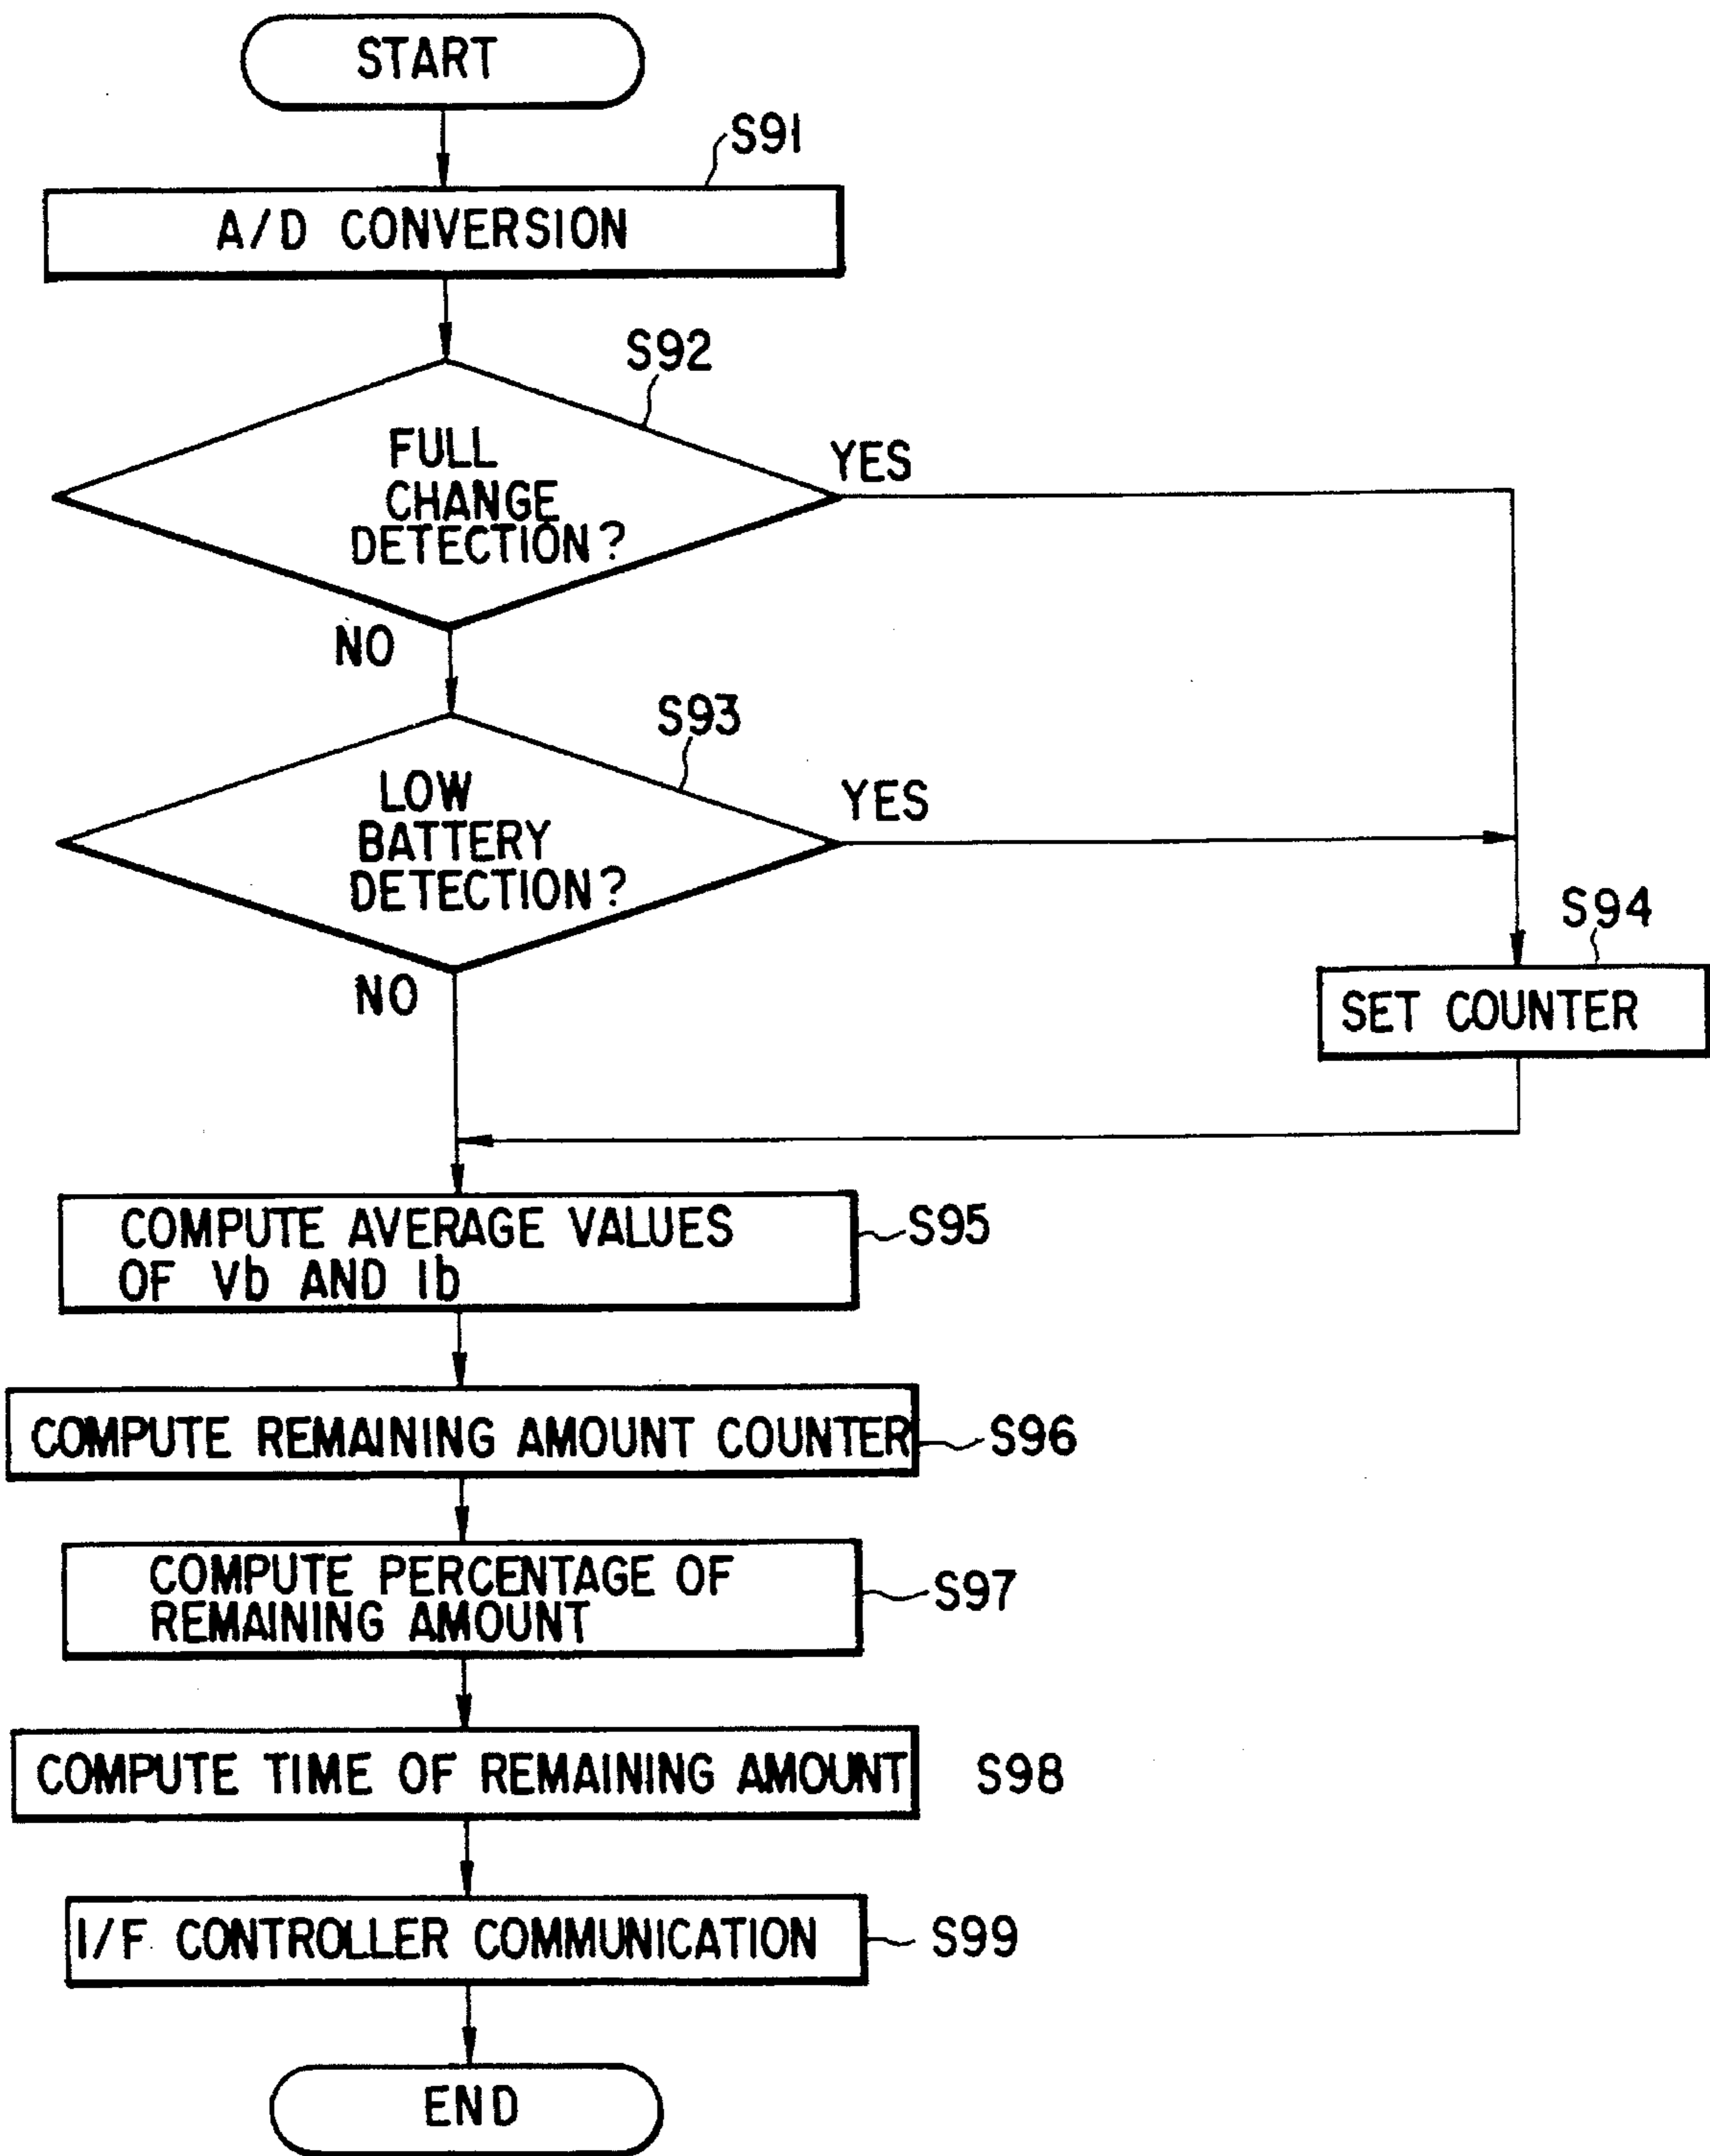 START
S91
A/D CONVERSION
S92
FULL
CHANGE
DETECTION?
YES
NO
S93
LOW
BATTERY
DETECTION?
YES
NO
S94
SET COUNTER
COMPUTE AVERAGE VALUES
OF Vb AND Ib
S95
COMPUTE REMAINING AMOUNT COUNTER
S96
COMPUTE PERCENTAGE OF
REMAINING AMOUNT
S97
COMPUTE TIME OF REMAINING AMOUNT
S98
I/F CONTROLLER COMMUNICATION
S99
END